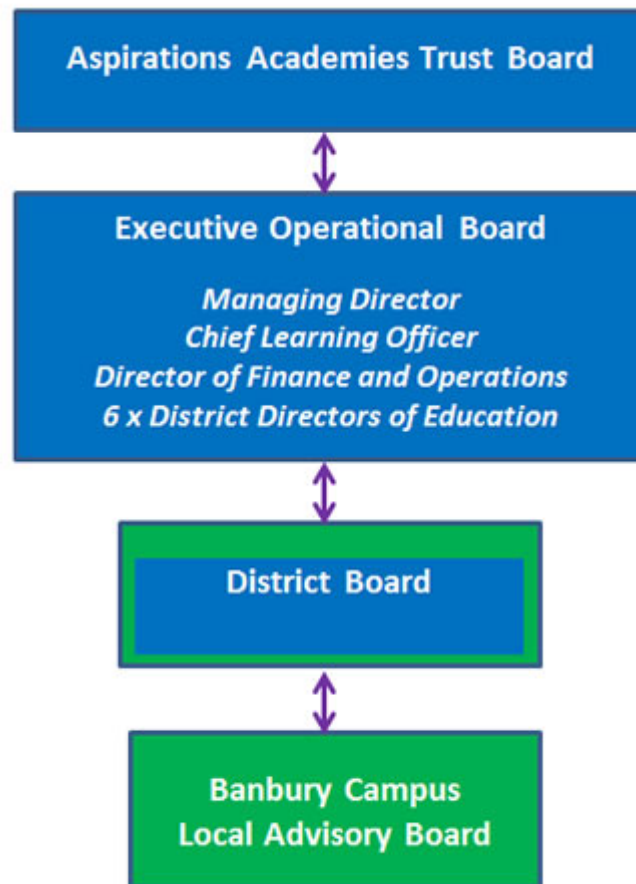 Aspirations Academies Trust Board
Executive Operational Board
Managing Director
Chief Learning Officer
Director of Finance and Operations
6 x District Directors of Education
District Board
Banbury Campus
Local Advisory Board